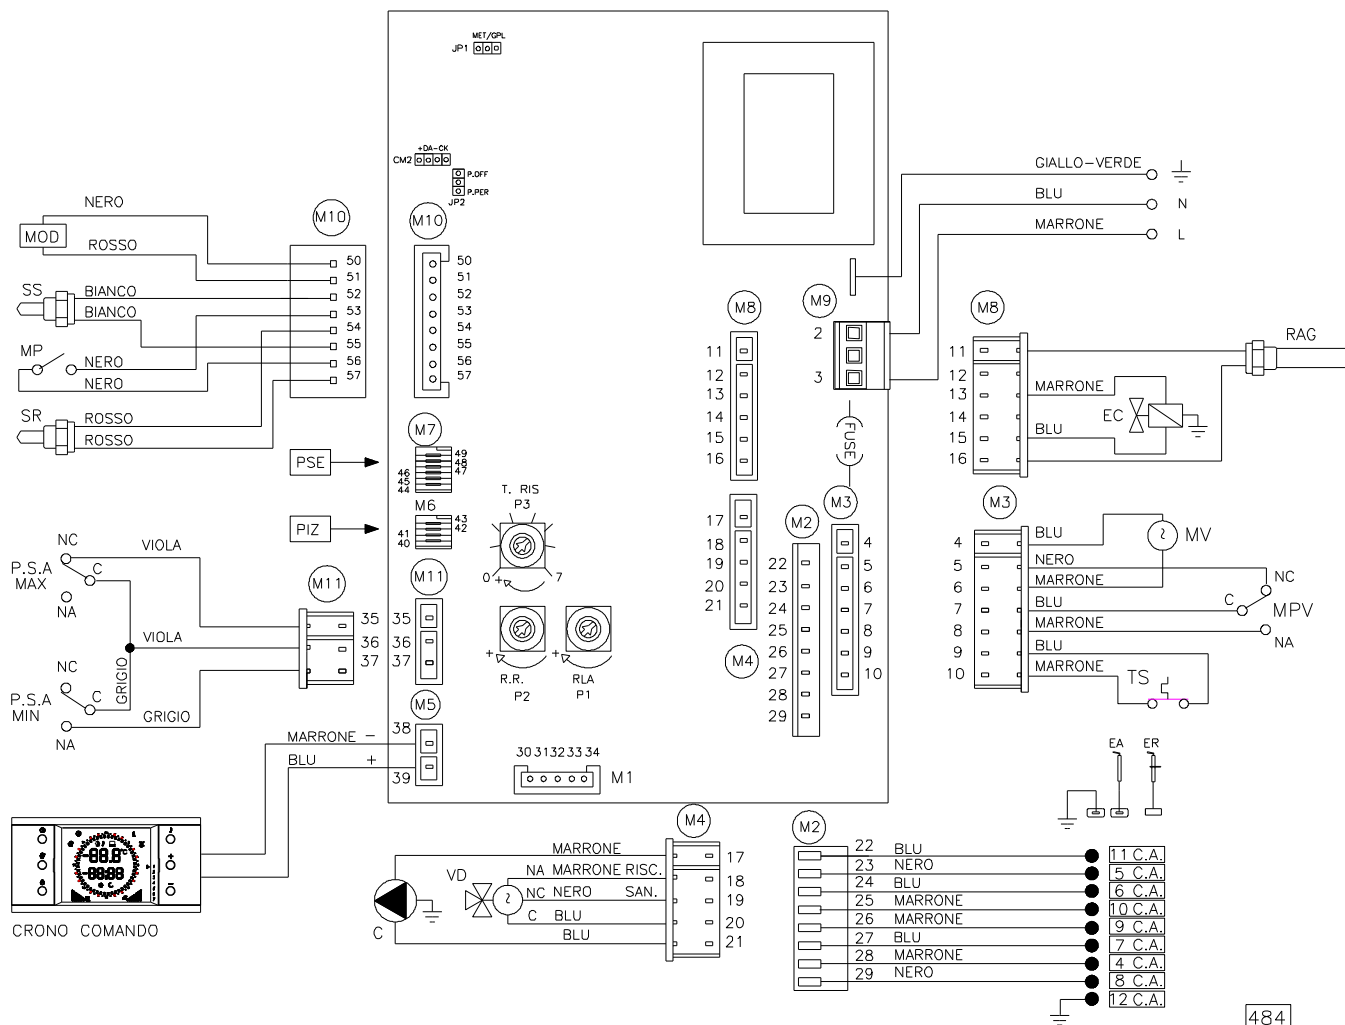 MET/GPL
JP1
+DA-CK
CM2
P.OFF
P.PER
JP2
NERO
MOD
ROSSO
SS
BIANCO
BIANCO
MP
NERO
NERO
SR
ROSSO
ROSSO
M10
50
51
52
53
54
55
56
57
M10
50
51
52
53
54
55
56
57
GIALLO-VERDE
BLU
N
MARRONE
L
M8
11
12
13
14
15
16
M9
2
3
FUSE
M8
11
12
13
14
15
16
RAG
MARRONE
EC
BLU
PSE
M7
49
48
47
46
45
44
PIZ
M6
43
42
41
40
T. RIS
P3
0
+
7
R.R.
P2
+
RLA
P1
+
17
18
19
20
21
M4
M2
22
23
24
25
26
27
28
29
M3
4
5
6
7
8
9
10
M3
4
5
6
7
8
9
10
BLU
NERO
MARRONE
BLU
MARRONE
BLU
MARRONE
MV
NC
C
MPV
NA
TS
NC
P.S.A
MAX
C
NA
VIOLA
VIOLA
GRIGIO
GRIGIO
NC
P.S.A
MIN
C
NA
M11
35
36
37
M11
35
36
37
M5
38
39
MARRONE -
BLU +
30 31 32 33 34
M1
88.8°C
88:88
CRONO COMANDO
M4
17
18
19
20
21
MARRONE
NA MARRONE RISC.
NC NERO SAN.
C BLU
BLU
VD
C
EA
ER
M2
22 BLU 11 C.A.
23 NERO 5 C.A.
24 BLU 6 C.A.
25 MARRONE 10 C.A.
26 MARRONE 9 C.A.
27 BLU 7 C.A.
28 MARRONE 4 C.A.
29 NERO 8 C.A.
12 C.A.
484